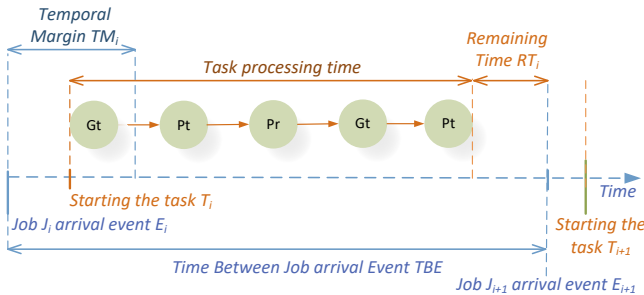 Temporal
Margin TMi
Remaining
Time RTi
Task processing time
Gt
Pt
Pr
Gt
Pt
Time
Starting the task Ti
Job Ji arrival event Ei
Starting the
task Ti+1
Time Between Job arrival Event TBE
Job Ji+1 arrival event Ei+1